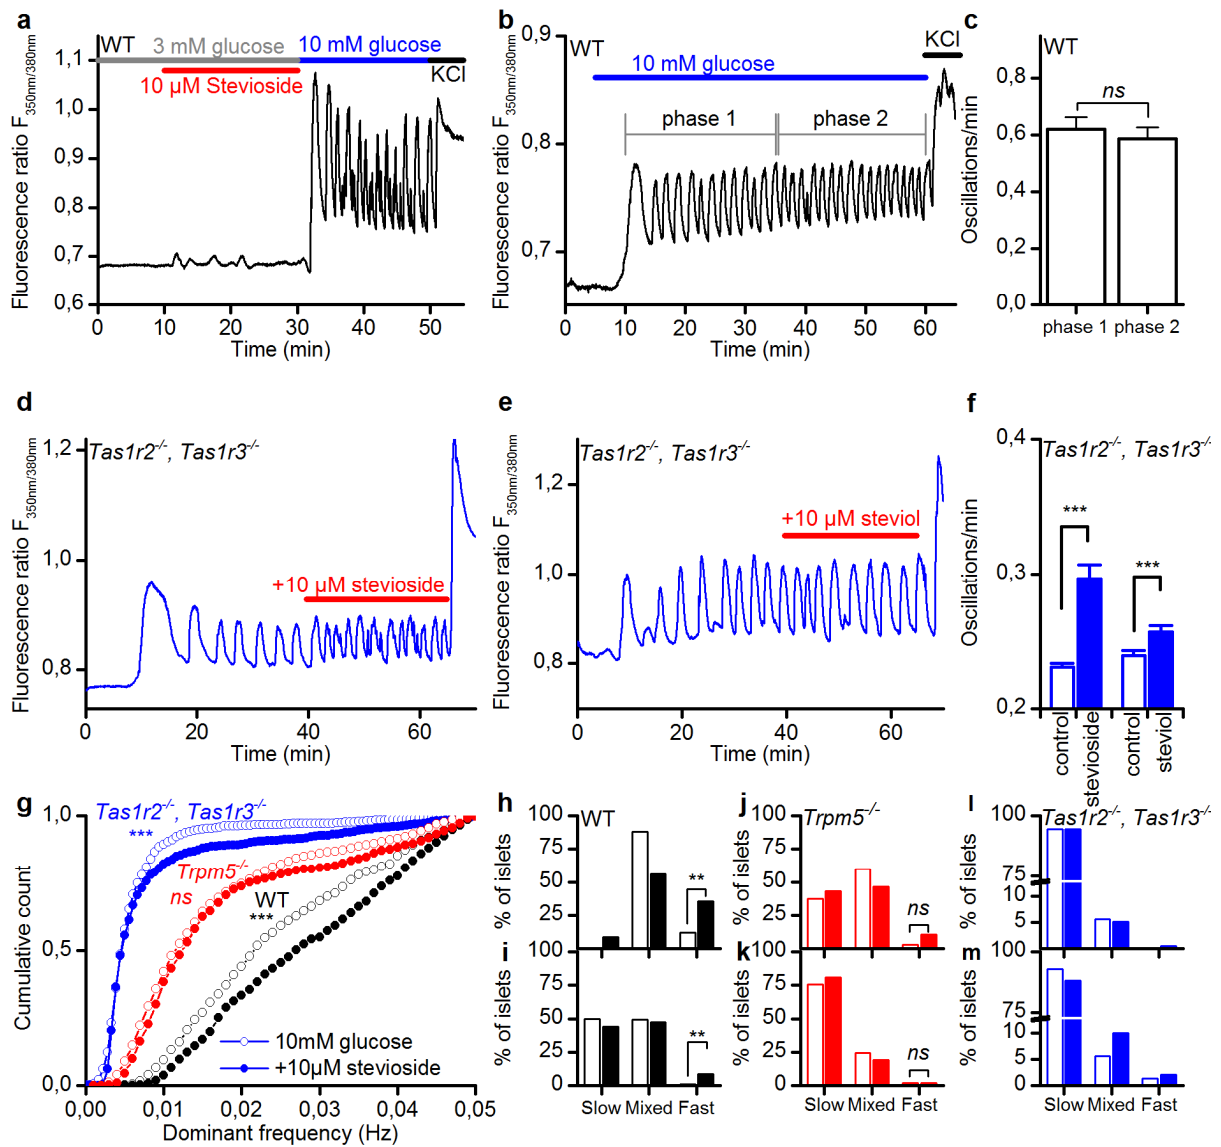 a
WT
3 mM glucose
10 mM glucose
10 µM Stevioside
KCl
Fluorescence ratio F350nm/380nm
1,1
1,0
0,9
0,8
0,7
0,6
0 10 20 30 40 50
Time (min)
b
WT
KCl
10 mM glucose
phase 1
phase 2
Fluorescence ratio F350nm/380nm
0,9
0,8
0,7
0 10 20 30 40 50 60
Time (min)
c
WT
ns
Oscillations/min
0,8
0,6
0,4
0,2
0,0
phase 1 phase 2
d
Tas1r2-/-, Tas1r3-/-
+10 µM stevioside
Fluorescence ratio F350nm/380nm
1,2
1,0
0,8
0 20 40 60
Time (min)
e
Tas1r2-/-, Tas1r3-/-
+10 µM steviol
Fluorescence ratio F350nm/380nm
1,2
1,0
0,8
0 20 40 60
Time (min)
f
Tas1r2-/-, Tas1r3-/-
***
***
Oscillations/min
0,4
0,3
0,2
control
stevioside
control
steviol
g
Tas1r2-/-, Tas1r3-/-
***
Trpm5-/-
ns
WT
***
10mM glucose
+10µM stevioside
Cumulative count
1,0
0,5
0,0
0,00 0,01 0,02 0,03 0,04 0,05
Dominant frequency (Hz)
h
WT
**
% of islets
100
75
50
25
i
**
% of islets
100
75
50
25
0
Slow Mixed Fast
j
Trpm5-/-
ns
% of islets
100
75
50
25
k
ns
% of islets
100
75
50
25
0
Slow Mixed Fast
l
Tas1r2-/-, Tas1r3-/-
% of islets
100
75
10
5
m
% of islets
100
75
10
5
0
Slow Mixed Fast